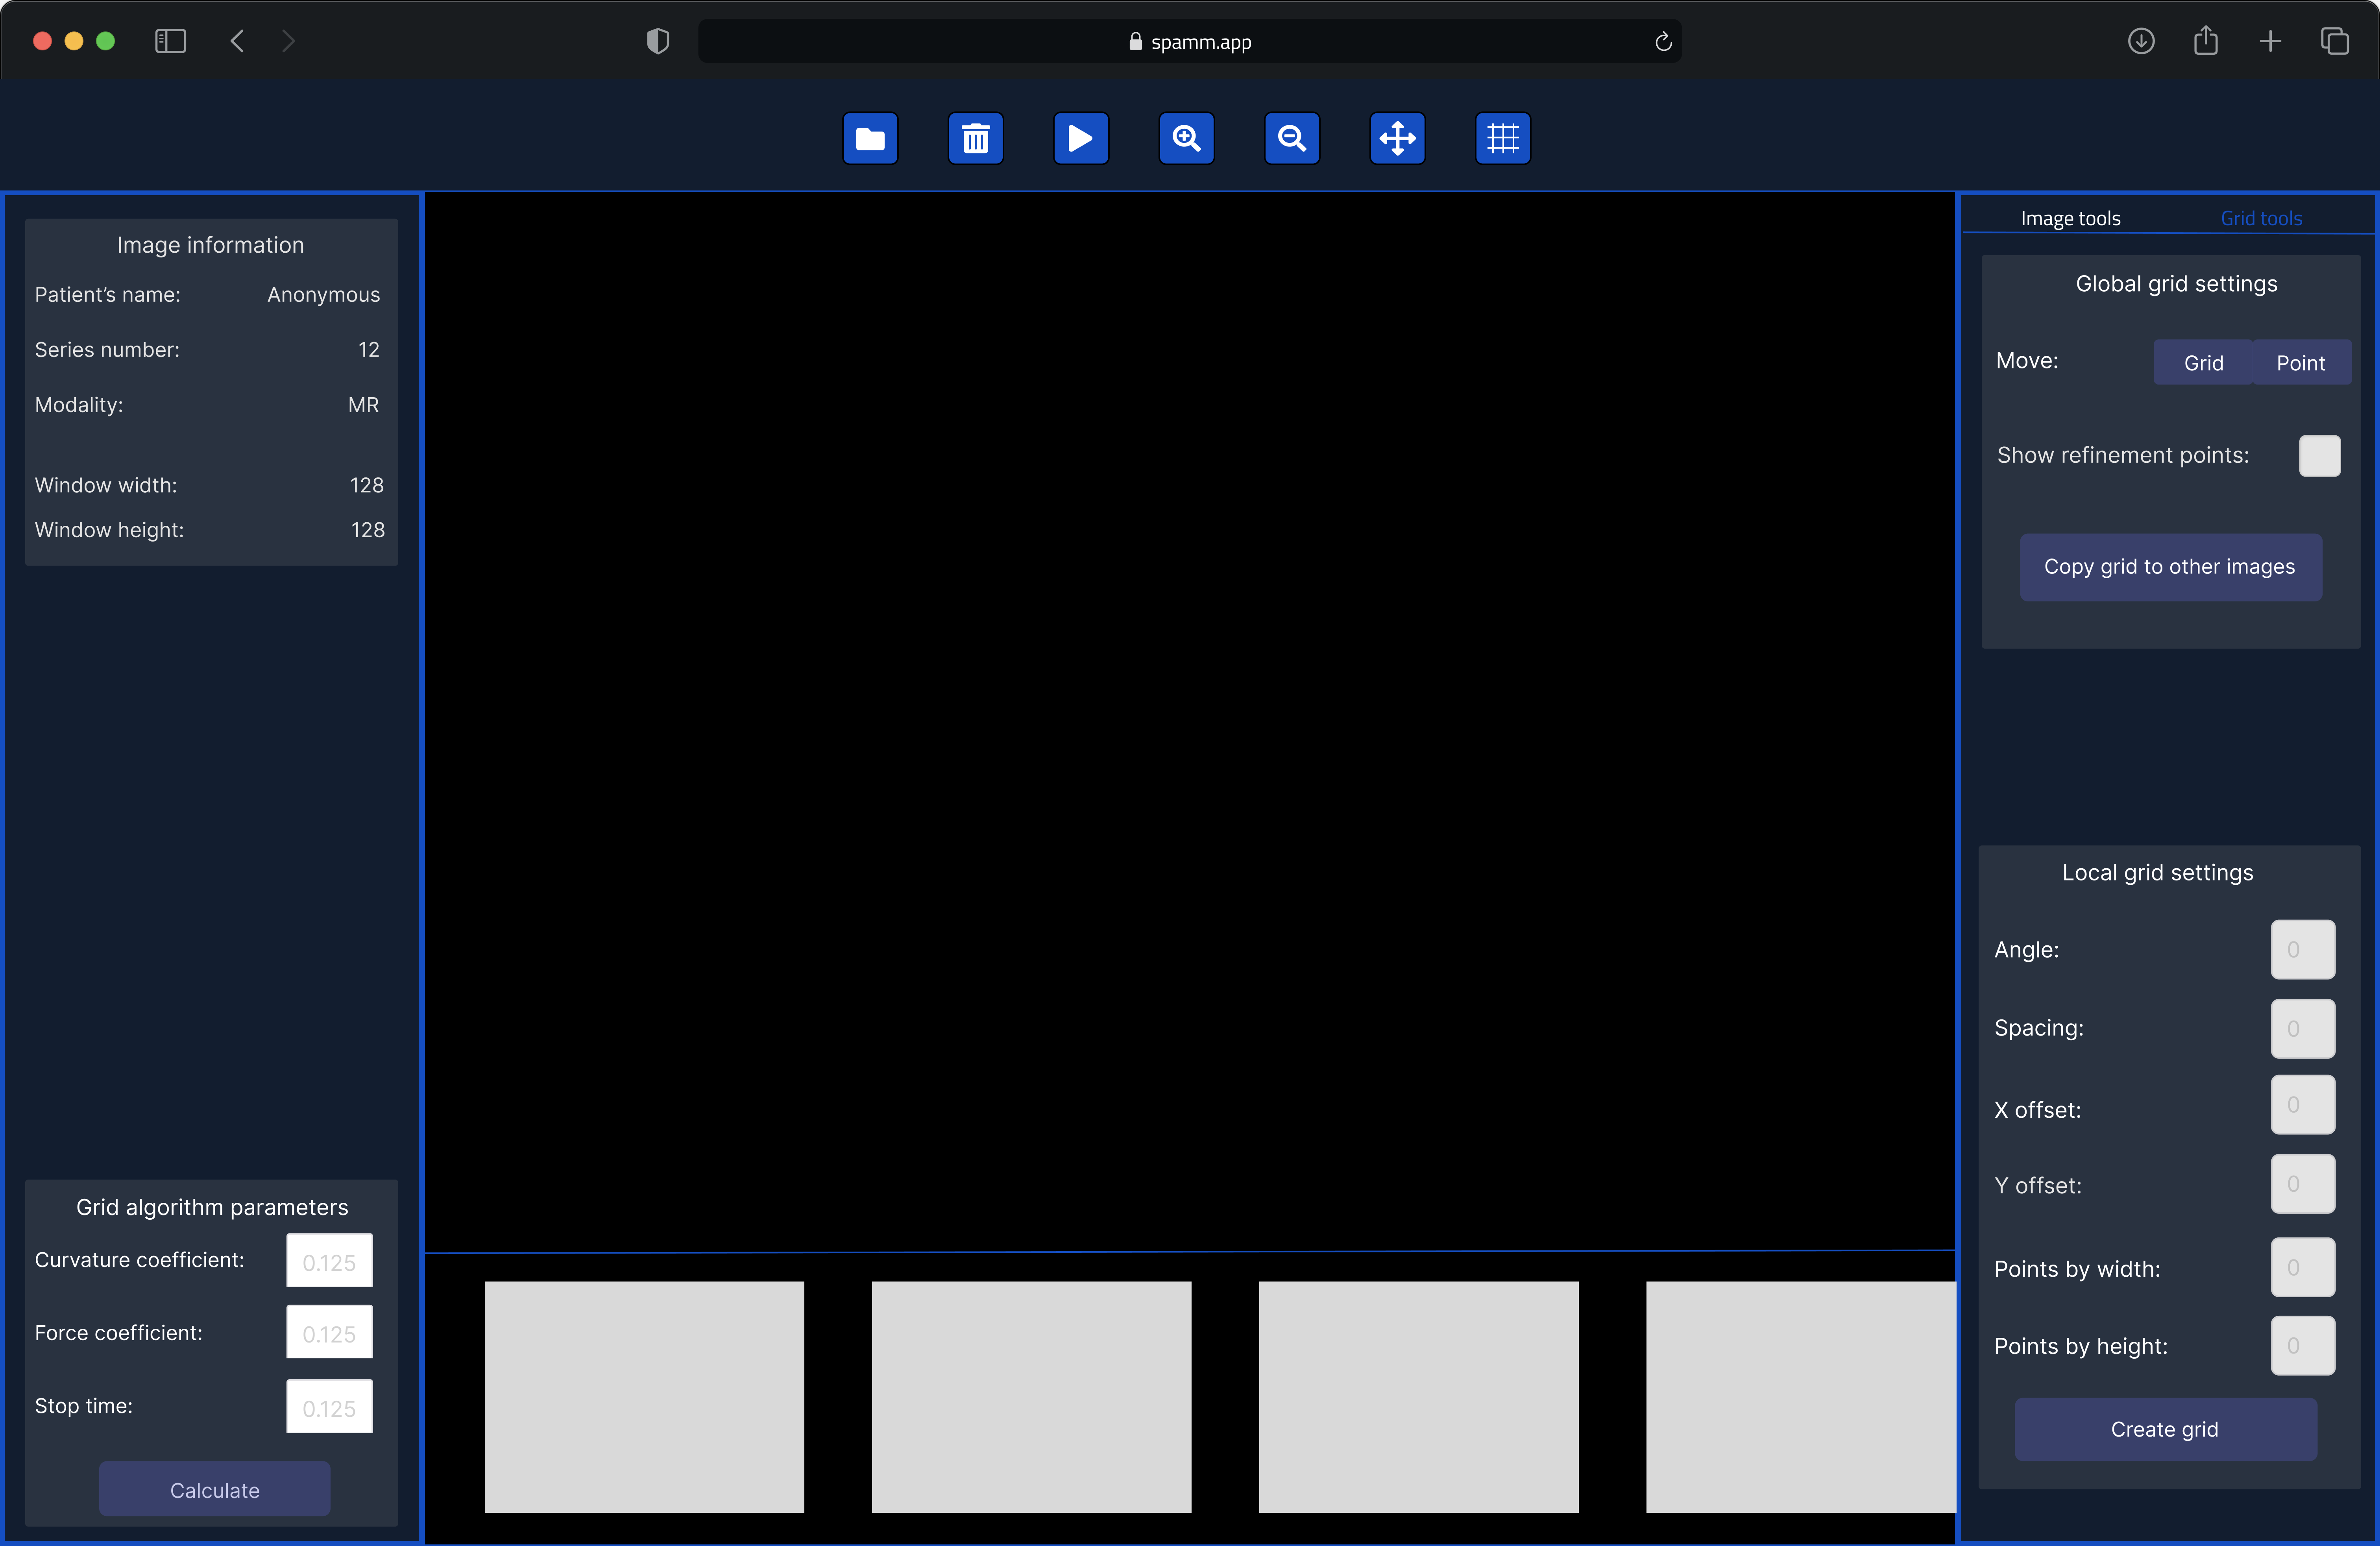 spamm.app
Image information
Patient’s name: Anonymous
Series number: 12
Modality: MR
Window width: 128
Window height: 128
Grid algorithm parameters
Curvature coefficient: 0.125
Force coefficient: 0.125
Stop time: 0.125
Calculate
Image tools Grid tools
Global grid settings
Move: Grid Point
Show refinement points:
Copy grid to other images
Local grid settings
Angle: 0
Spacing: 0
X offset: 0
Y offset: 0
Points by width: 0
Points by height: 0
Create grid